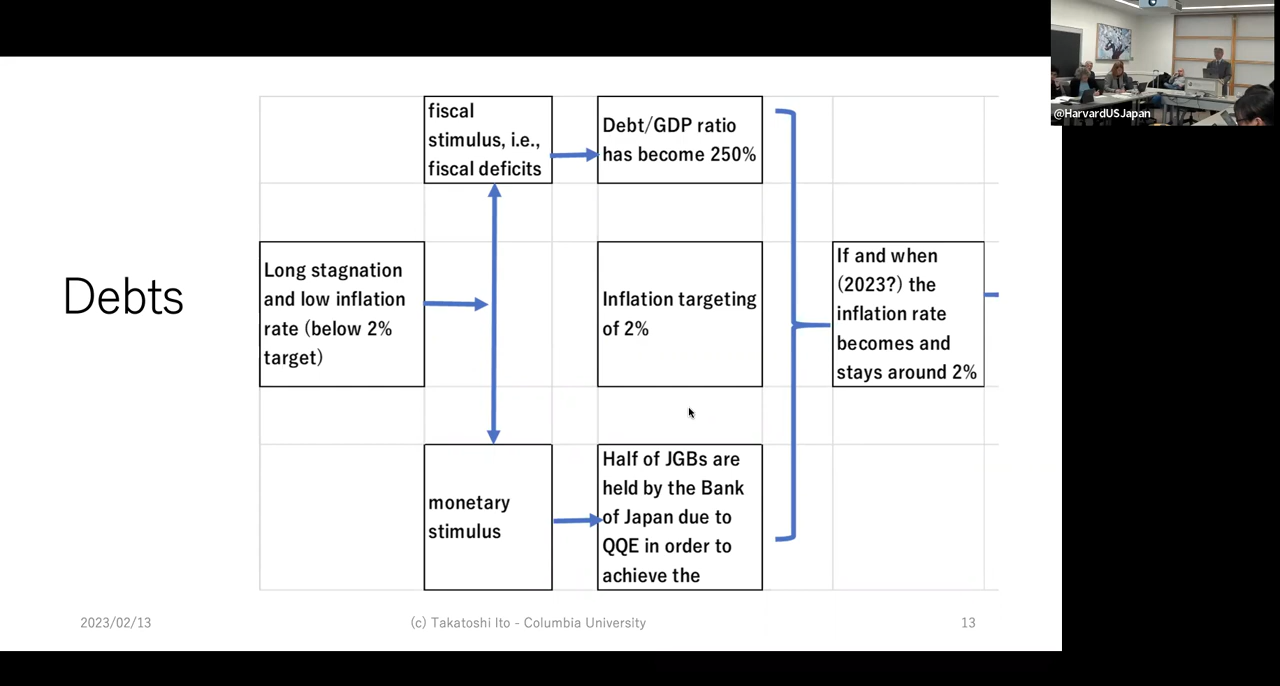 @HarvardUSJapan
Debts
fiscal
stimulus, i.e.,
fiscal deficits
Debt/GDP ratio
has become 250%
Long stagnation
and low inflation
rate (below 2%
target)
Inflation targeting
of 2%
If and when
(2023?) the
inflation rate
becomes and
stays around 2%
monetary
stimulus
Half of JGBs are
held by the Bank
of Japan due to
QQE in order to
achieve the
2023/02/13
(c) Takatoshi Ito - Columbia University
13